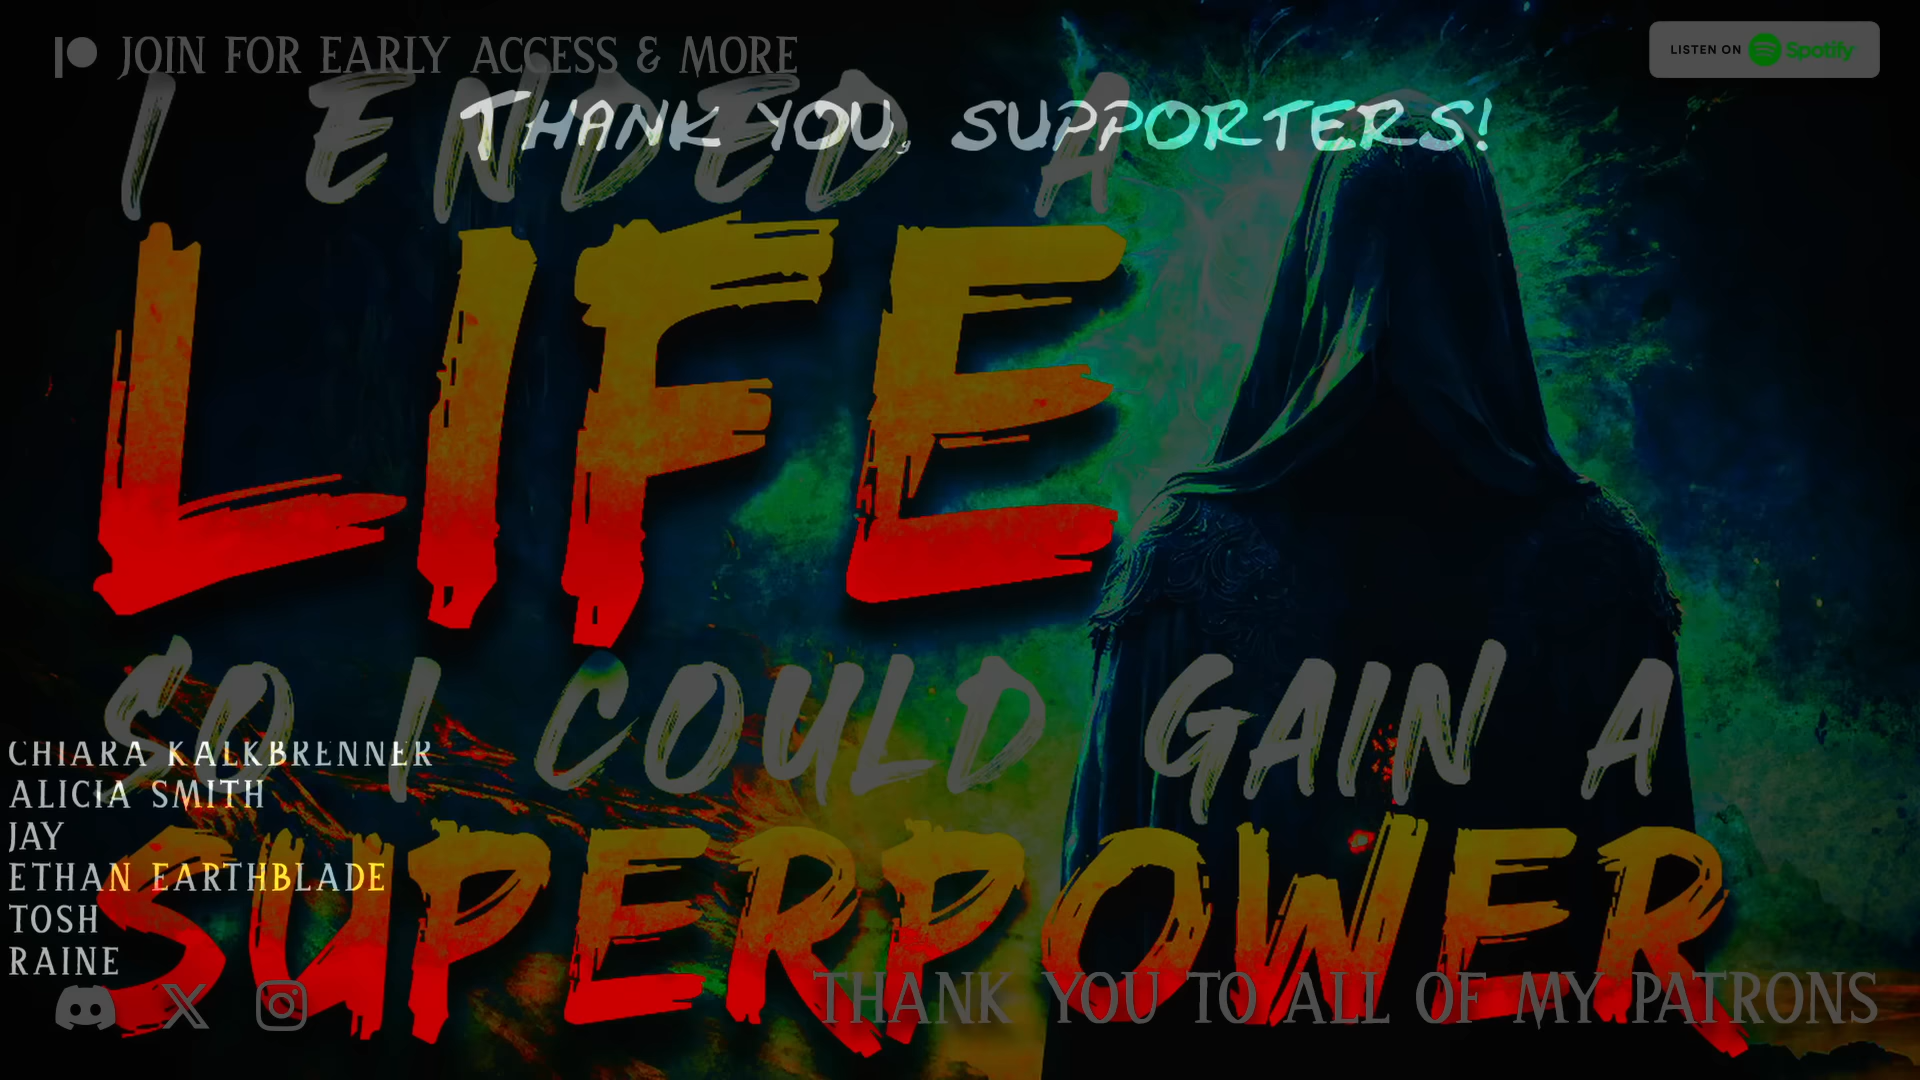 JOIN FOR EARLY ACCESS & MORE
LISTEN ON Spotify
THANK YOU, SUPPORTERS!
I ENDED A
LIFE
SO I COULD GAIN A
SUPERPOWER
CHIARA KALKBRENNER
ALICIA SMITH
JAY
ETHAN EARTHBLADE
TOSH
RAINE
THANK YOU TO ALL OF MY PATRONS